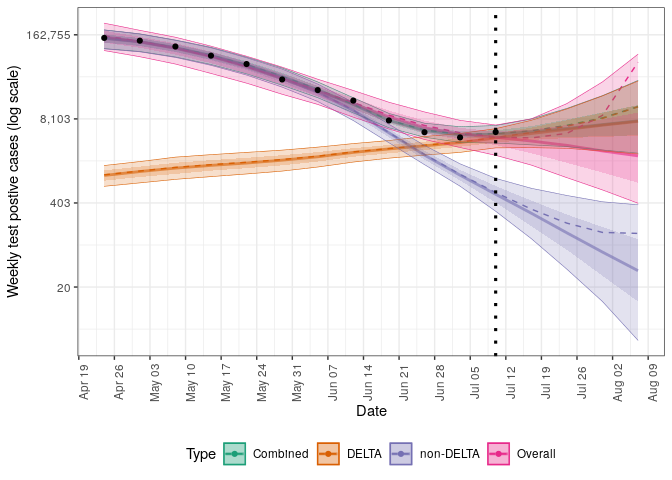 Weekly test postive cases (log scale)
162,755
8,103
403
20
Apr 19
Apr 26
May 03
May 10
May 17
May 24
May 31
Jun 07
Jun 14
Jun 21
Jun 28
Jul 05
Jul 12
Jul 19
Jul 26
Aug 02
Aug 09
Date
Type Combined DELTA non-DELTA Overall